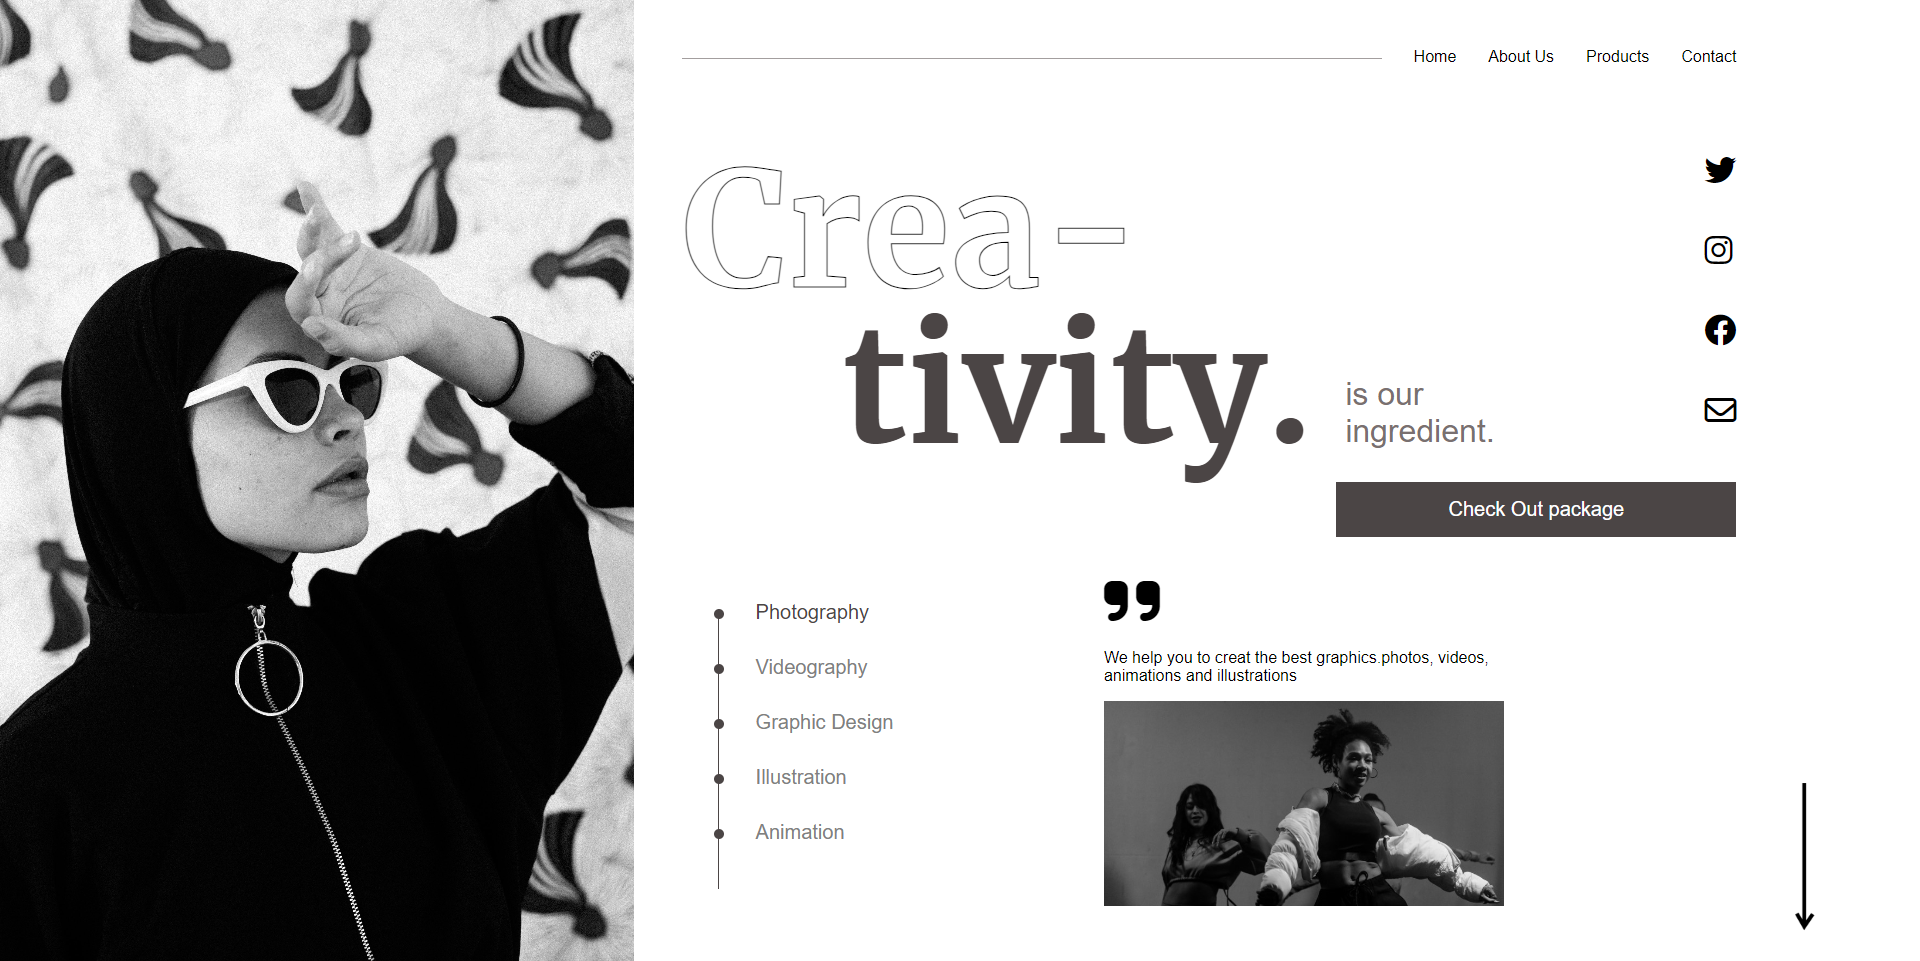 Home About Us Products Contact
Crea-
tivity.
is our
ingredient.
Check Out package
Photography
Videography
Graphic Design
Illustration
Animation
”
We help you to creat the best graphics.photos, videos,
animations and illustrations